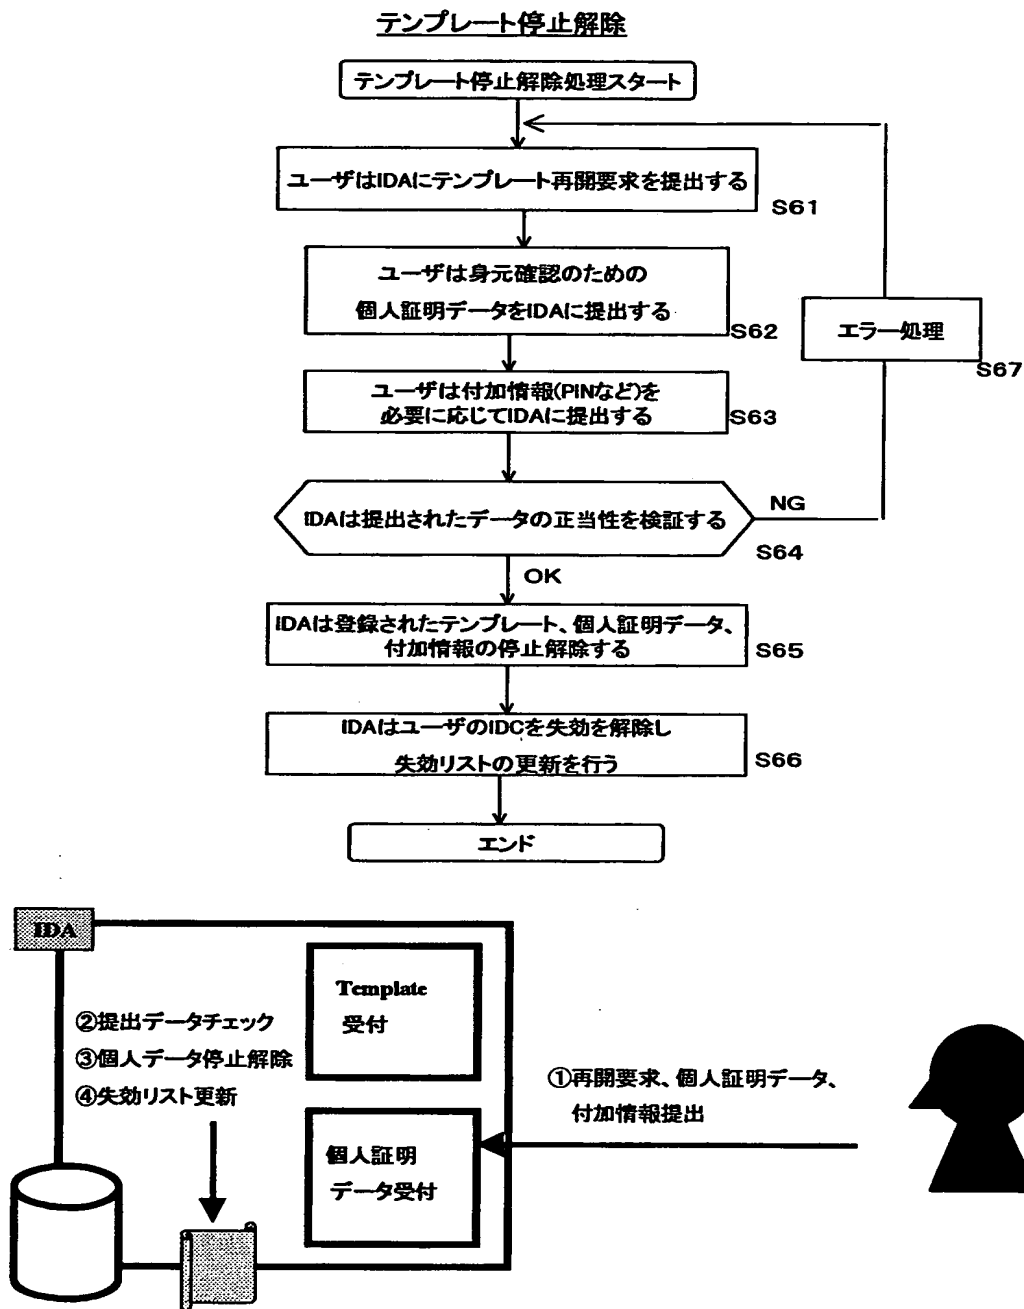 テンプレート停止解除
テンプレート停止解除処理スタート
ユーザはIDAにテンプレート再開要求を提出する
S61
ユーザは身元確認のための
個人証明データをIDAに提出する
S62
エラー処理
S67
ユーザは付加情報(PINなど)を
必要に応じてIDAに提出する
S63
IDAは提出されたデータの正当性を検証する
NG
S64
OK
IDAは登録されたテンプレート、個人証明データ、
付加情報の停止解除する
S65
IDAはユーザのIDCを失効を解除し
失効リストの更新を行う
S66
エンド
IDA
Template
受付
②提出データチェック
③個人データ停止解除
④失効リスト更新
①再開要求、個人証明データ、
付加情報提出
個人証明
データ受付